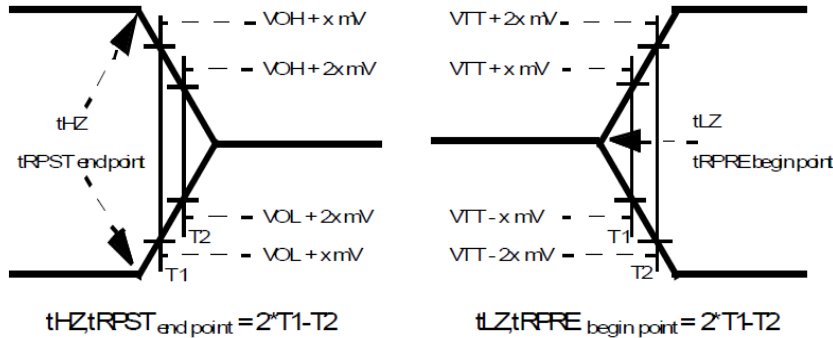 VOH + x mV
VOH + 2x mV
tHZ
tRPST end point
VOL + 2x mV
T2
VOL + x mV
T1
tHZ,tRPST end point = 2*T1-T2
VTT + 2x mV
VTT + x mV
tLZ
tRPRE begin point
VTT - x mV
T1
VTT - 2x mV
T2
tLZ,tRPRE begin point = 2*T1-T2